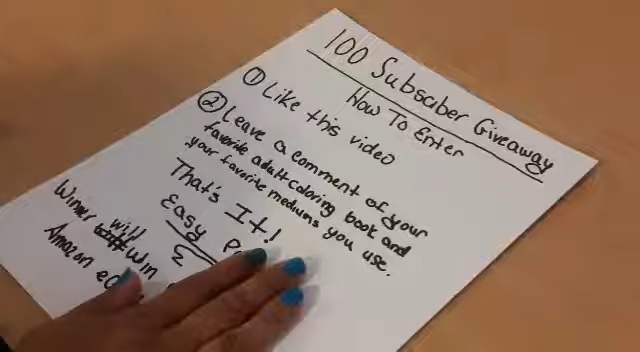 100 Subsciber Giveaway
How To Enter
① Like this video
② Leave a comment of your
favorite adult coloring book and
your favorite mediums you use.
That's It!
Easy
Winner will win
Amazon